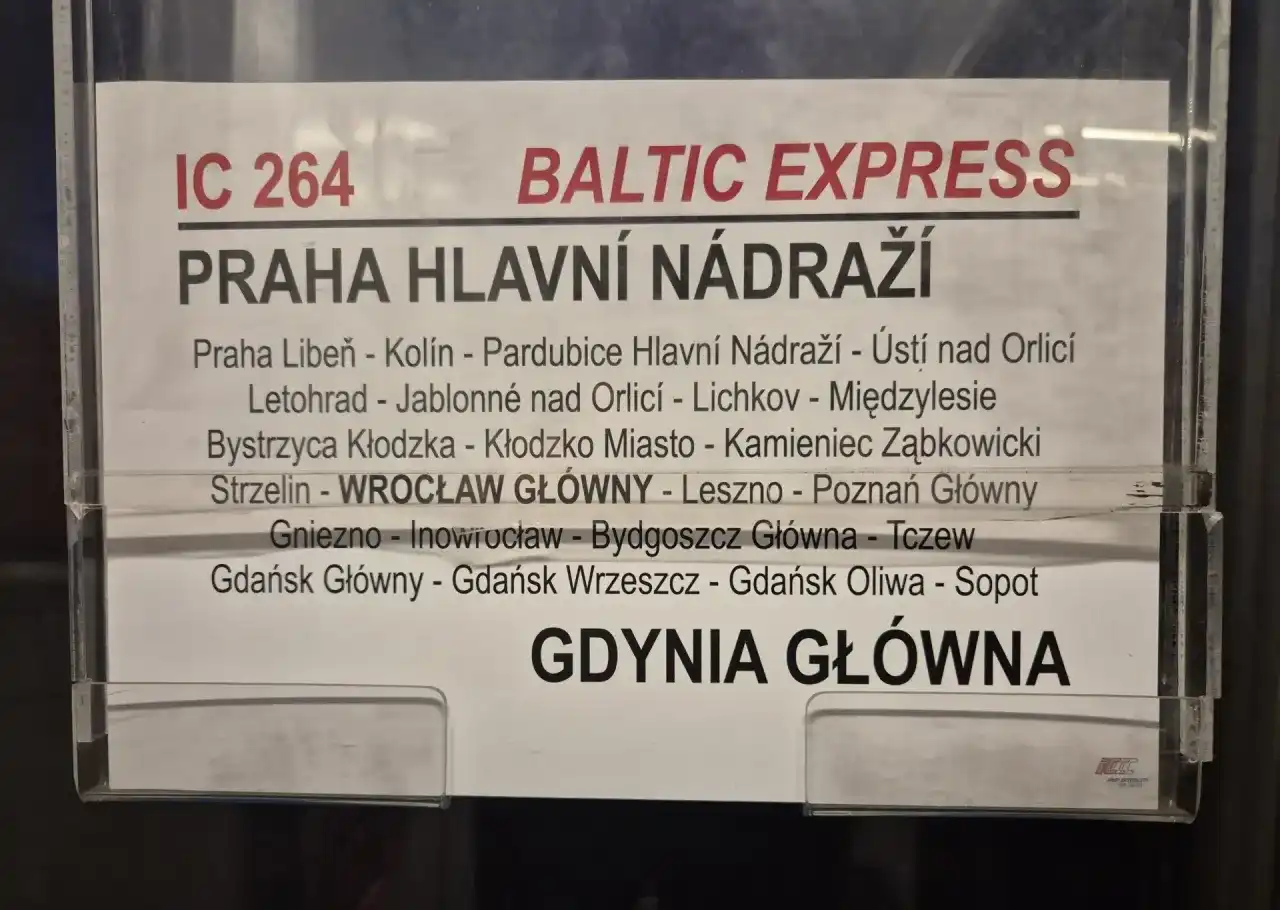 IC 264 BALTIC EXPRESS
PRAHA HLAVNÍ NÁDRAŽÍ
Praha Libeň - Kolín - Pardubice Hlavní Nádraží - Ústí nad Orlicí
Letohrad - Jablonné nad Orlicí - Lichkov - Międzylesie
Bystrzyca Kłodzka - Kłodzko Miasto - Kamieniec Ząbkowicki
Strzelin - WROCŁAW GŁÓWNY - Leszno - Poznań Główny
Gniezno - Inowrocław - Bydgoszcz Główna - Tczew
Gdańsk Główny - Gdańsk Wrzeszcz - Gdańsk Oliwa - Sopot
GDYNIA GŁÓWNA